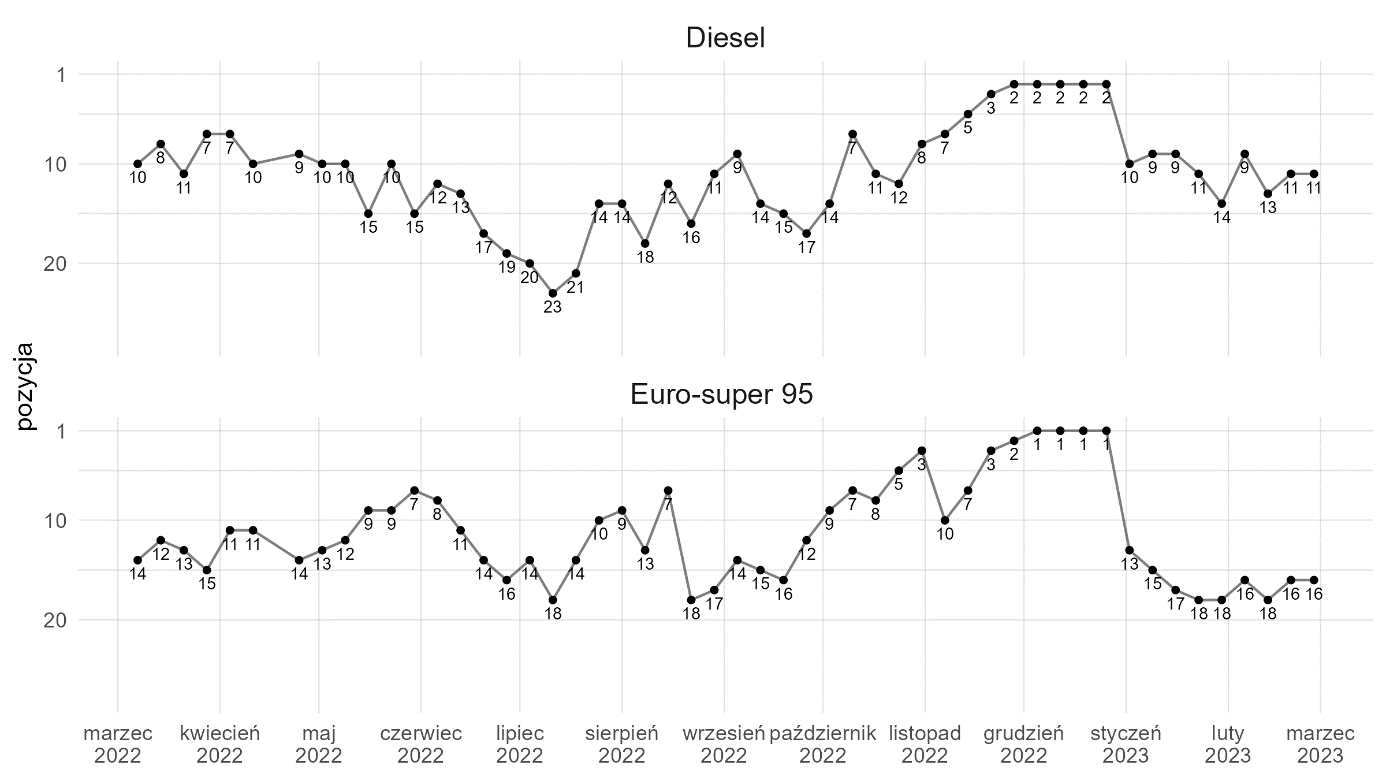 Diesel
1
10
20
10 8 11 7 7 10 9 10 10 15 10 15 12 13 17 19 20 23 21 14 14 18 12 16 11 9 14 15 17 14 7 11 12 8 7 5 3 2 2 2 2 2 10 9 9 11 14 9 13 11 11
pozycja
Euro-super 95
1
10
20
14 12 13 15 11 11 14 13 12 9 9 7 8 11 14 16 14 18 14 10 9 13 7 18 17 14 15 16 12 9 7 8 5 3 10 7 3 2 1 1 1 1 13 15 17 18 18 16 18 16 16
marzec kwiecień maj czerwiec lipiec sierpień wrzesień październik listopad grudzień styczeń luty marzec
2022 2022 2022 2022 2022 2022 2022 2022 2022 2022 2023 2023 2023